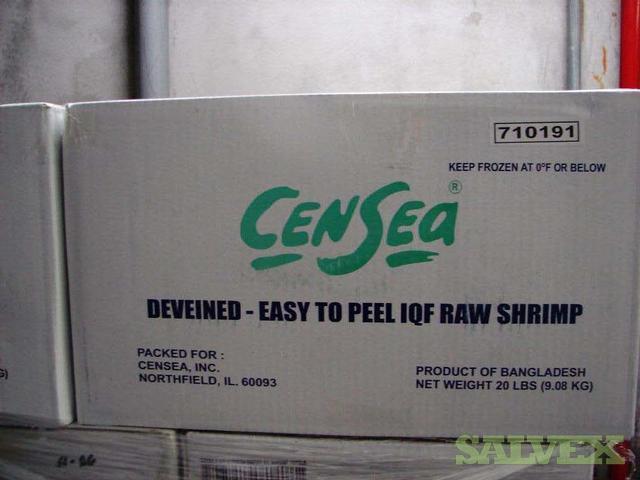 710191
KEEP FROZEN AT 0°F OR BELOW
CENSEA®
DEVEINED - EASY TO PEEL IQF RAW SHRIMP
PACKED FOR :
CENSEA, INC.
NORTHFIELD, IL. 60093
PRODUCT OF BANGLADESH
NET WEIGHT 20 LBS (9.08 KG)
G)
SALVEX